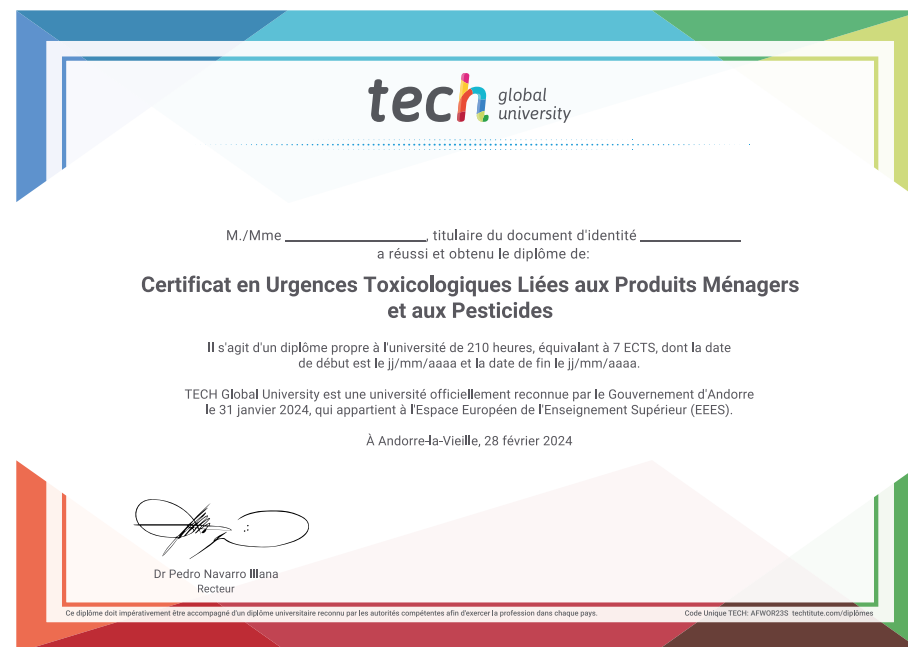 tech global university
M./Mme ____________________, titulaire du document d'identité ______________
a réussi et obtenu le diplôme de:
Certificat en Urgences Toxicologiques Liées aux Produits Ménagers
et aux Pesticides
Il s'agit d'un diplôme propre à l'université de 210 heures, équivalant à 7 ECTS, dont la date
de début est le jj/mm/aaaa et la date de fin le jj/mm/aaaa.
TECH Global University est une université officiellement reconnue par le Gouvernement d'Andorre
le 31 janvier 2024, qui appartient à l'Espace Européen de l'Enseignement Supérieur (EEES).
À Andorre-la-Vieille, 28 février 2024
Dr Pedro Navarro Illana
Recteur
Ce diplôme doit impérativement être accompagné d'un diplôme universitaire reconnu par les autorités compétentes afin d'exercer la profession dans chaque pays.
Code Unique TECH: AFWOR23S techtitute.com/diplômes